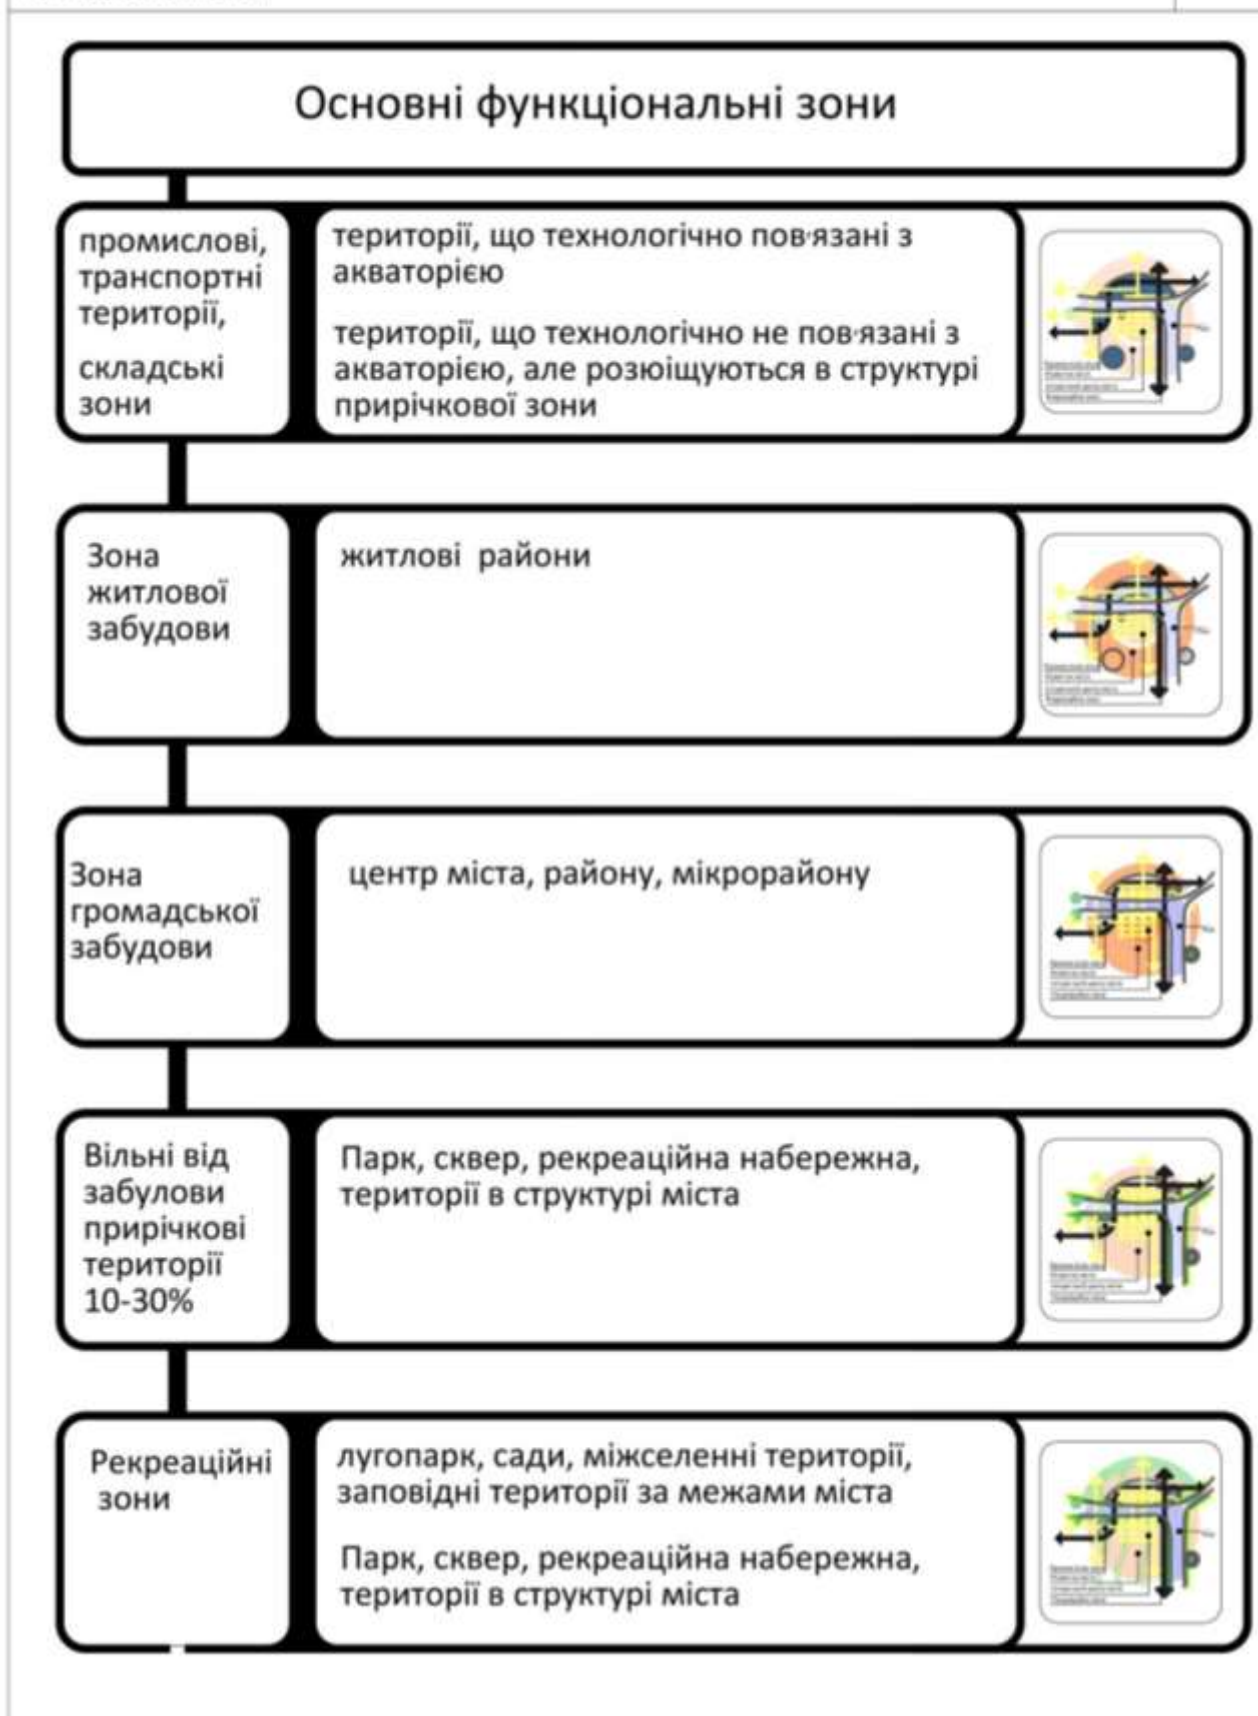 Основні функціональні зони
промислові,
транспортні
території,
складські
зони
території, що технологічно пов'язані з
акваторією
території, що технологічно не пов'язані з
акваторією, але розюіщуються в структурі
прирічкової зони
Зона
житлової
забудови
житлові райони
Зона
громадської
забудови
центр міста, району, мікрорайону
Вільні від
забулови
прирічкові
території
10-30%
Парк, сквер, рекреаційна набережна,
території в структурі міста
Рекреаційні
зони
лугопарк, сади, міжселенні території,
заповідні території за межами міста
Парк, сквер, рекреаційна набережна,
території в структурі міста